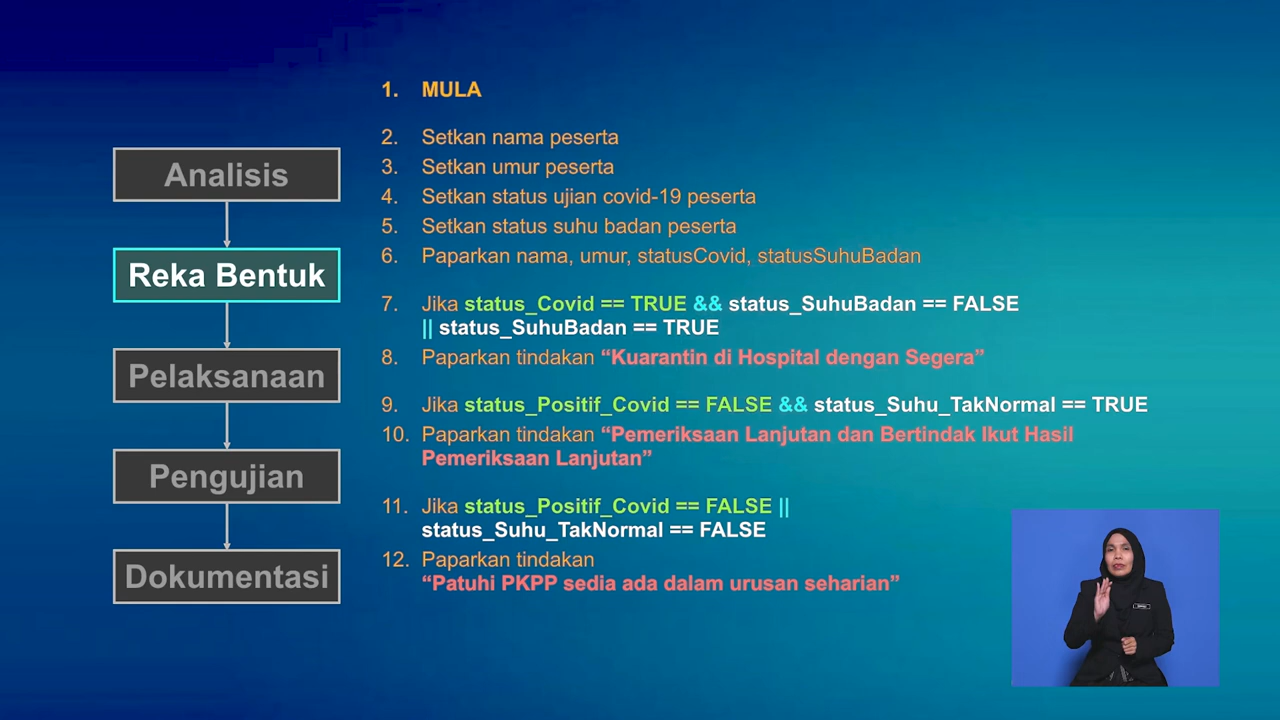 Analisis
Reka Bentuk
Pelaksanaan
Pengujian
Dokumentasi
1. MULA
2. Setkan nama peserta
3. Setkan umur peserta
4. Setkan status ujian covid-19 peserta
5. Setkan status suhu badan peserta
6. Paparkan nama, umur, statusCovid, statusSuhuBadan
7. Jika status_Covid == TRUE && status_SuhuBadan == FALSE
|| status_SuhuBadan == TRUE
8. Paparkan tindakan “Kuarantin di Hospital dengan Segera”
9. Jika status_Positif_Covid == FALSE && status_Suhu_TakNormal == TRUE
10. Paparkan tindakan “Pemeriksaan Lanjutan dan Bertindak Ikut Hasil
Pemeriksaan Lanjutan”
11. Jika status_Positif_Covid == FALSE ||
status_Suhu_TakNormal == FALSE
12. Paparkan tindakan
“Patuhi PKPP sedia ada dalam urusan seharian”